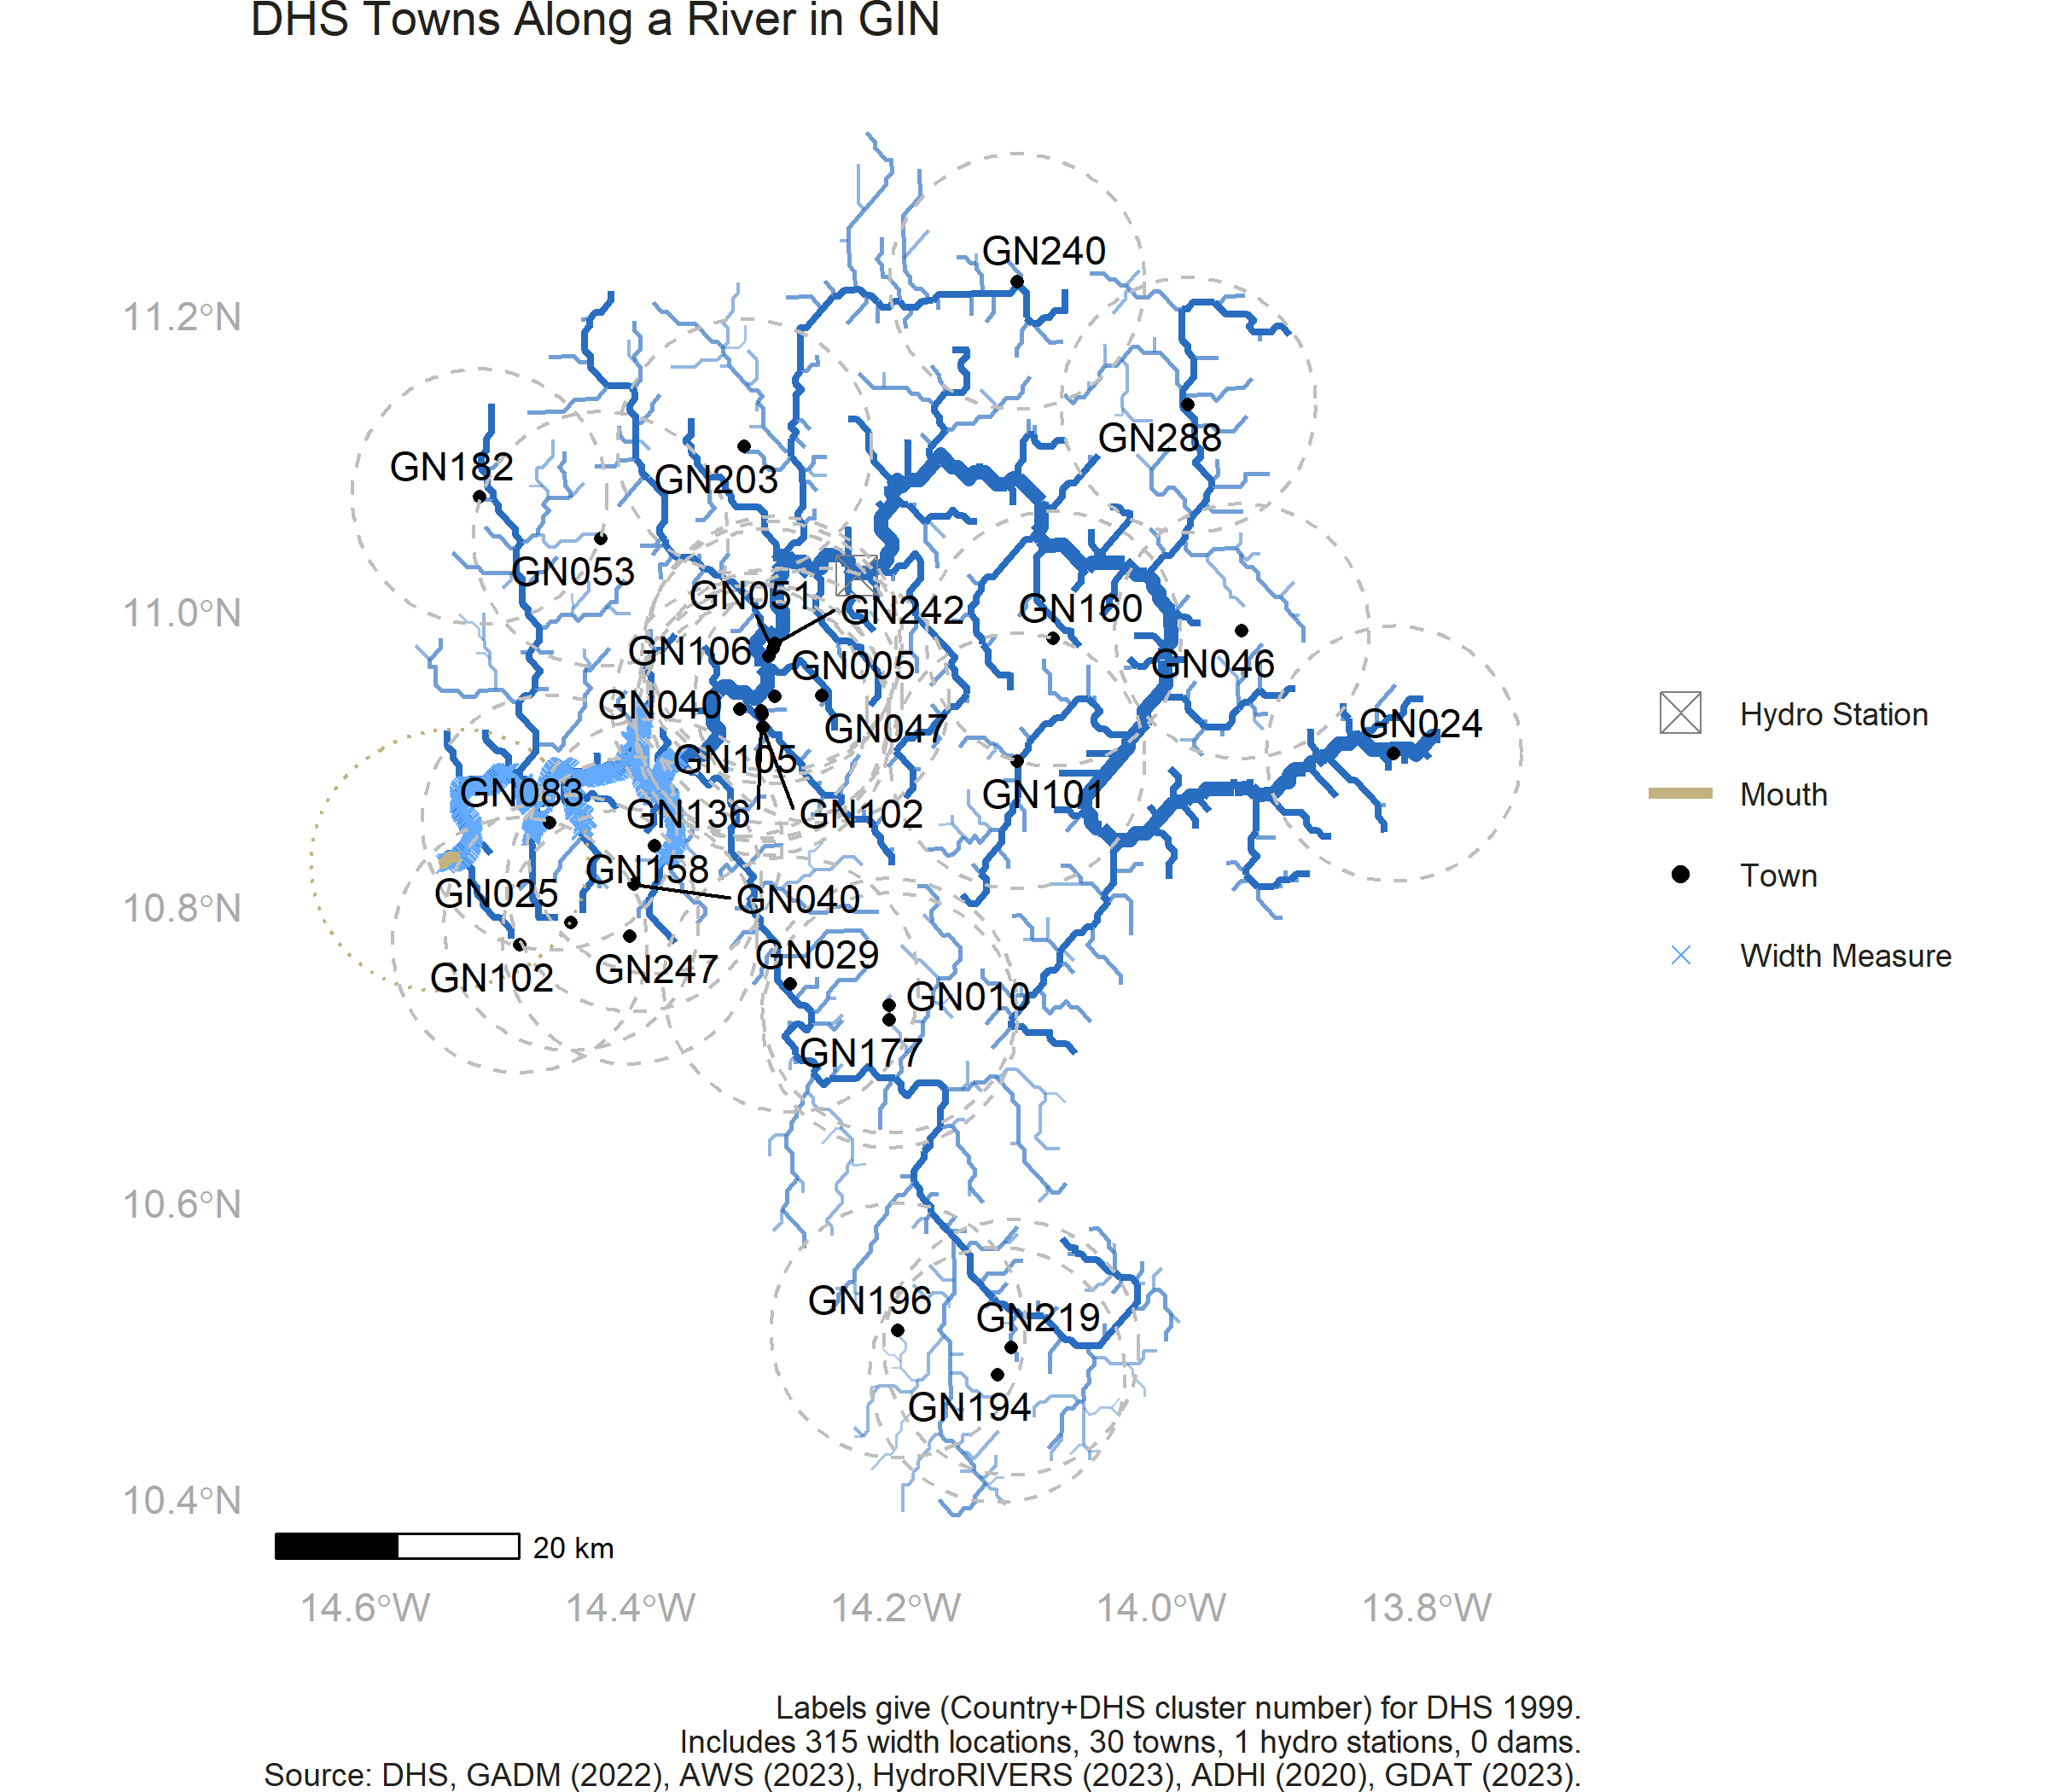 DHS Towns Along a River in GIN
GN240
11.2°N
GN288
GN182
GN203
GN053
11.0°N
GN051
GN242
GN160
GN106
GN005
GN046
GN040
GN047
GN024
Hydro Station
GN105
GN083
GN136
GN102
GN101
Mouth
GN158
GN025
GN040
Town
10.8°N
GN029
Width Measure
GN102
GN247
GN010
GN177
10.6°N
GN196
GN219
GN194
10.4°N
20 km
14.6°W
14.4°W
14.2°W
14.0°W
13.8°W
Labels give (Country+DHS cluster number) for DHS 1999.
Includes 315 width locations, 30 towns, 1 hydro stations, 0 dams.
Source: DHS, GADM (2022), AWS (2023), HydroRIVERS (2023), ADHI (2020), GDAT (2023).